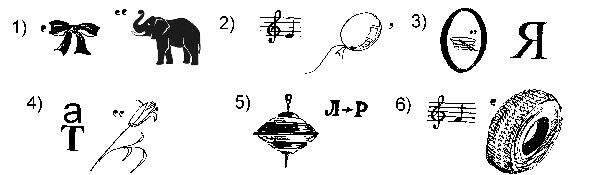 1) ‘ ‘‘ 2) , 3) О ‘‘ Я
4) а ‘‘ 5) Л→Р 6) ‘
т